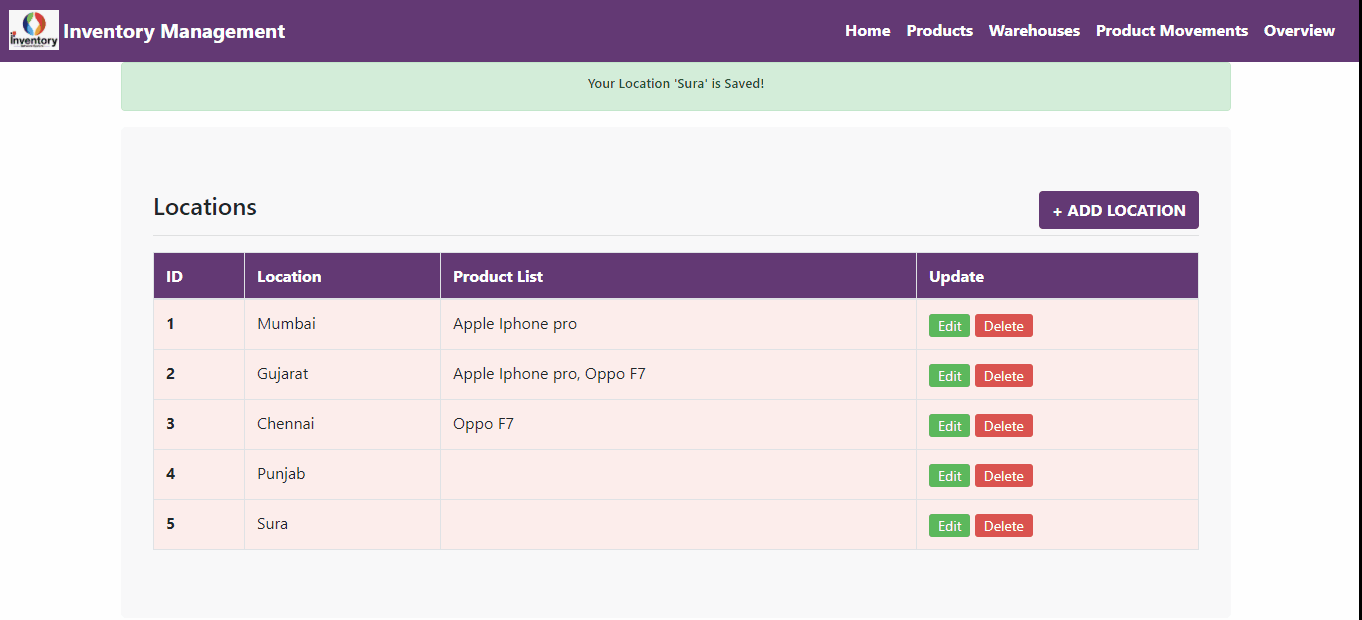 inventory Inventory Management Home Products Warehouses Product Movements Overview
Your Location 'Sura' is Saved!
Locations + ADD LOCATION
ID Location Product List Update
1 Mumbai Apple Iphone pro Edit Delete
2 Gujarat Apple Iphone pro, Oppo F7 Edit Delete
3 Chennai Oppo F7 Edit Delete
4 Punjab Edit Delete
5 Sura Edit Delete